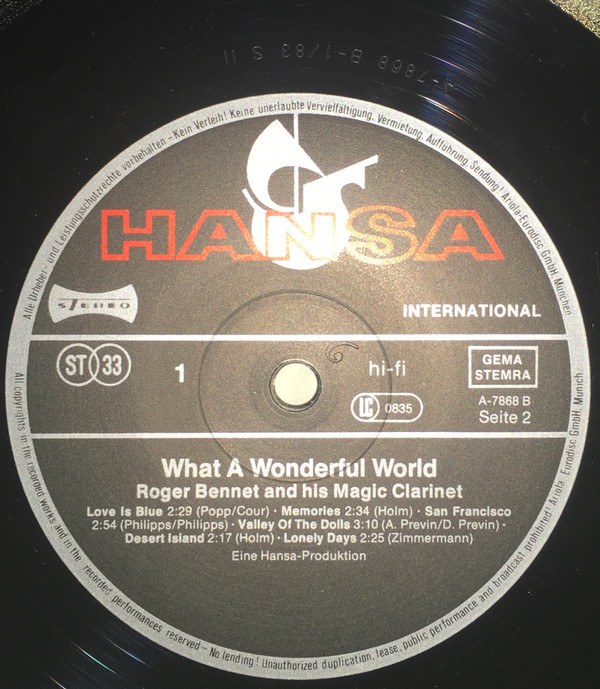 S-7868 B-1/83 S II
Alle Urheber- und Leistungsschutzrechte vorbehalten – Kein Verleih! Keine unerlaubte Vervielfältigung, Vermietung, Aufführung, Sendung! Ariola-Eurodisc GmbH, München
HANSA
STEREO
INTERNATIONAL
ST 33
1
hi-fi
GEMA
STEMRA
LC 0835
A-7868 B
Seite 2
What A Wonderful World
Roger Bennet and his Magic Clarinet
Love Is Blue 2:29 (Popp/Cour) · Memories 2:34 (Holm) · San Francisco
2:54 (Philipps/Philipps) · Valley Of The Dolls 3:10 (A. Previn/D. Previn) ·
Desert Island 2:17 (Holm) · Lonely Days 2:25 (Zimmermann)
Eine Hansa-Produktion
All copyrights in the recorded works and in the recorded performances reserved – No lending! Unauthorized duplication, lease, public performance and broadcast prohibited! Ariola-Eurodisc GmbH, Munich.